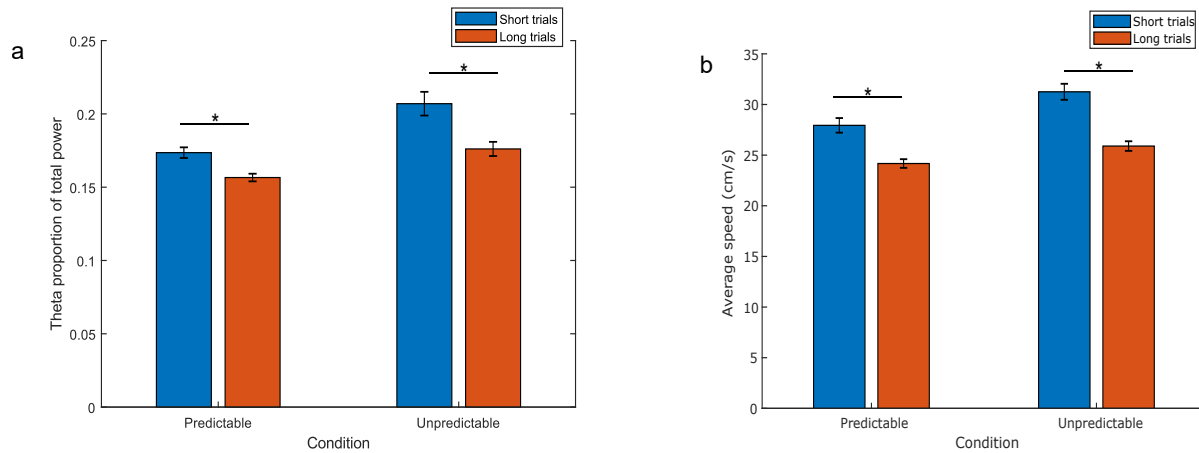 a
Short trials
Long trials
0.25
0.2
0.15
0.1
0.05
0
Theta proportion of total power
*
*
Predictable
Unpredictable
Condition
b
Short trials
Long trials
35
30
25
20
15
10
5
0
Average speed (cm/s)
*
*
Predictable
Unpredictable
Condition